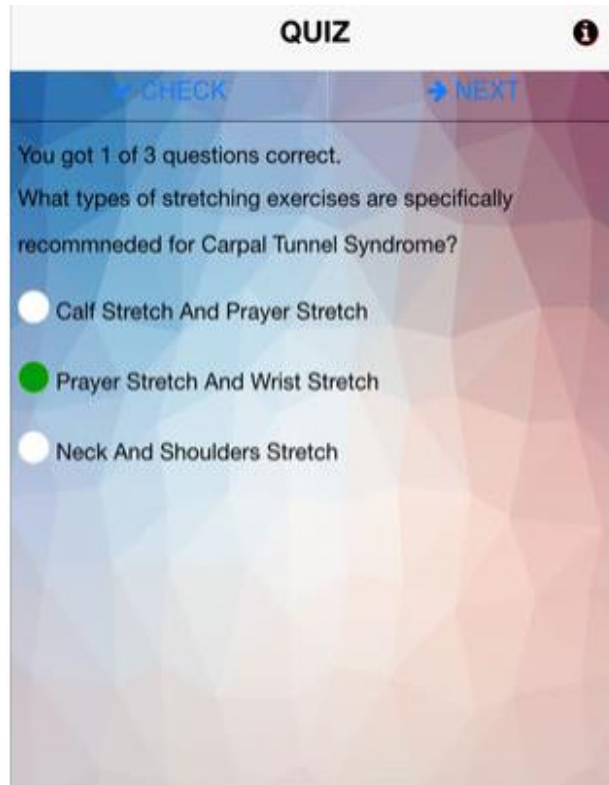 QUIZ
CHECK
NEXT
You got 1 of 3 questions correct.
What types of stretching exercises are specifically
recommneded for Carpal Tunnel Syndrome?
Calf Stretch And Prayer Stretch
Prayer Stretch And Wrist Stretch
Neck And Shoulders Stretch